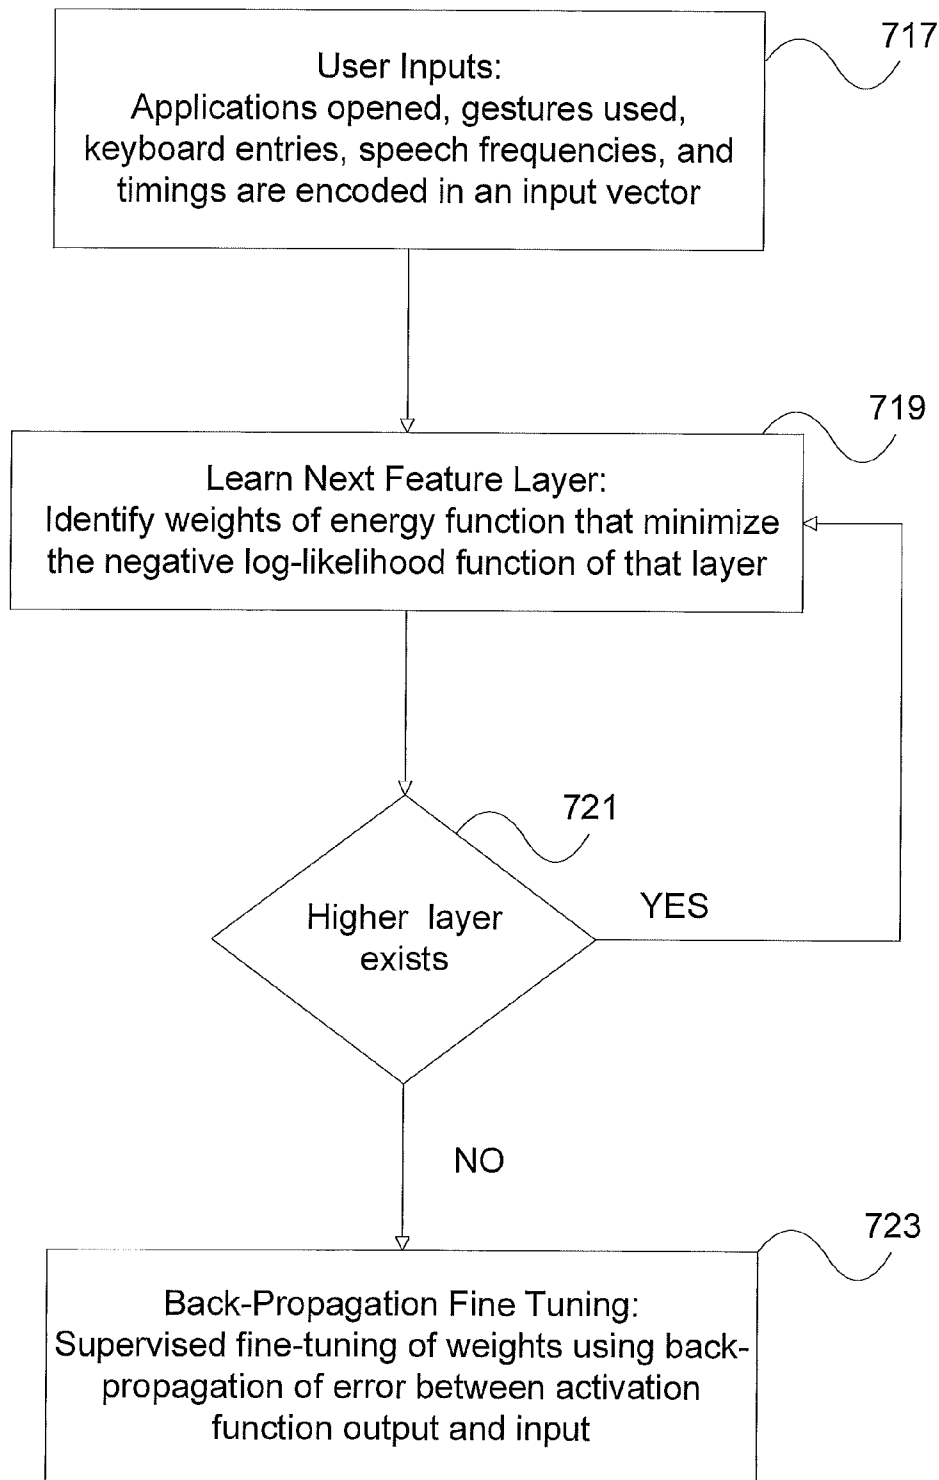 717
User Inputs:
Applications opened, gestures used,
keyboard entries, speech frequencies, and
timings are encoded in an input vector
719
Learn Next Feature Layer:
Identify weights of energy function that minimize
the negative log-likelihood function of that layer
721
Higher layer
exists
YES
NO
723
Back-Propagation Fine Tuning:
Supervised fine-tuning of weights using back-
propagation of error between activation
function output and input